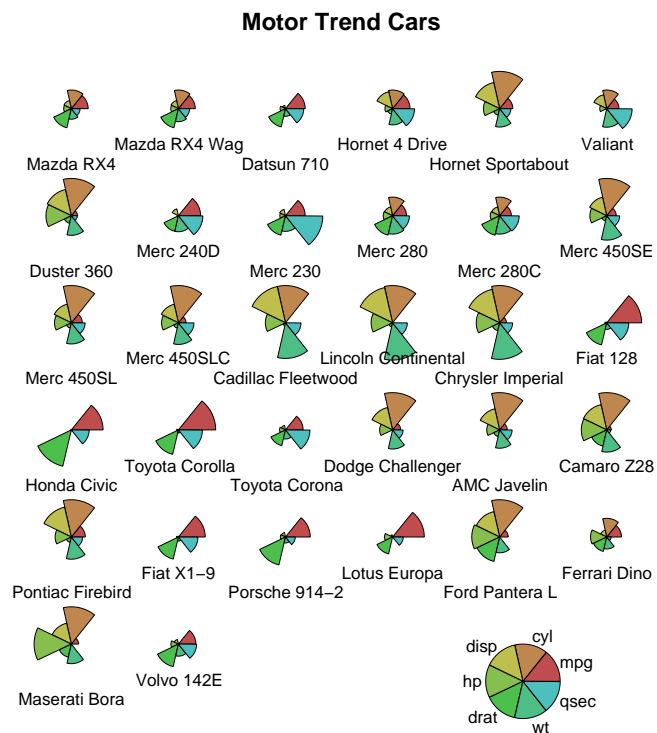 Motor Trend Cars
Mazda RX4
Mazda RX4 Wag
Datsun 710
Hornet 4 Drive
Hornet Sportabout
Valiant
Duster 360
Merc 240D
Merc 230
Merc 280
Merc 280C
Merc 450SE
Merc 450SL
Merc 450SLC
Cadillac Fleetwood
Lincoln Continental
Chrysler Imperial
Fiat 128
Honda Civic
Toyota Corolla
Toyota Corona
Dodge Challenger
AMC Javelin
Camaro Z28
Pontiac Firebird
Fiat X1−9
Porsche 914−2
Lotus Europa
Ford Pantera L
Ferrari Dino
Maserati Bora
Volvo 142E
mpg
cyl
disp
hp
drat
wt
qsec